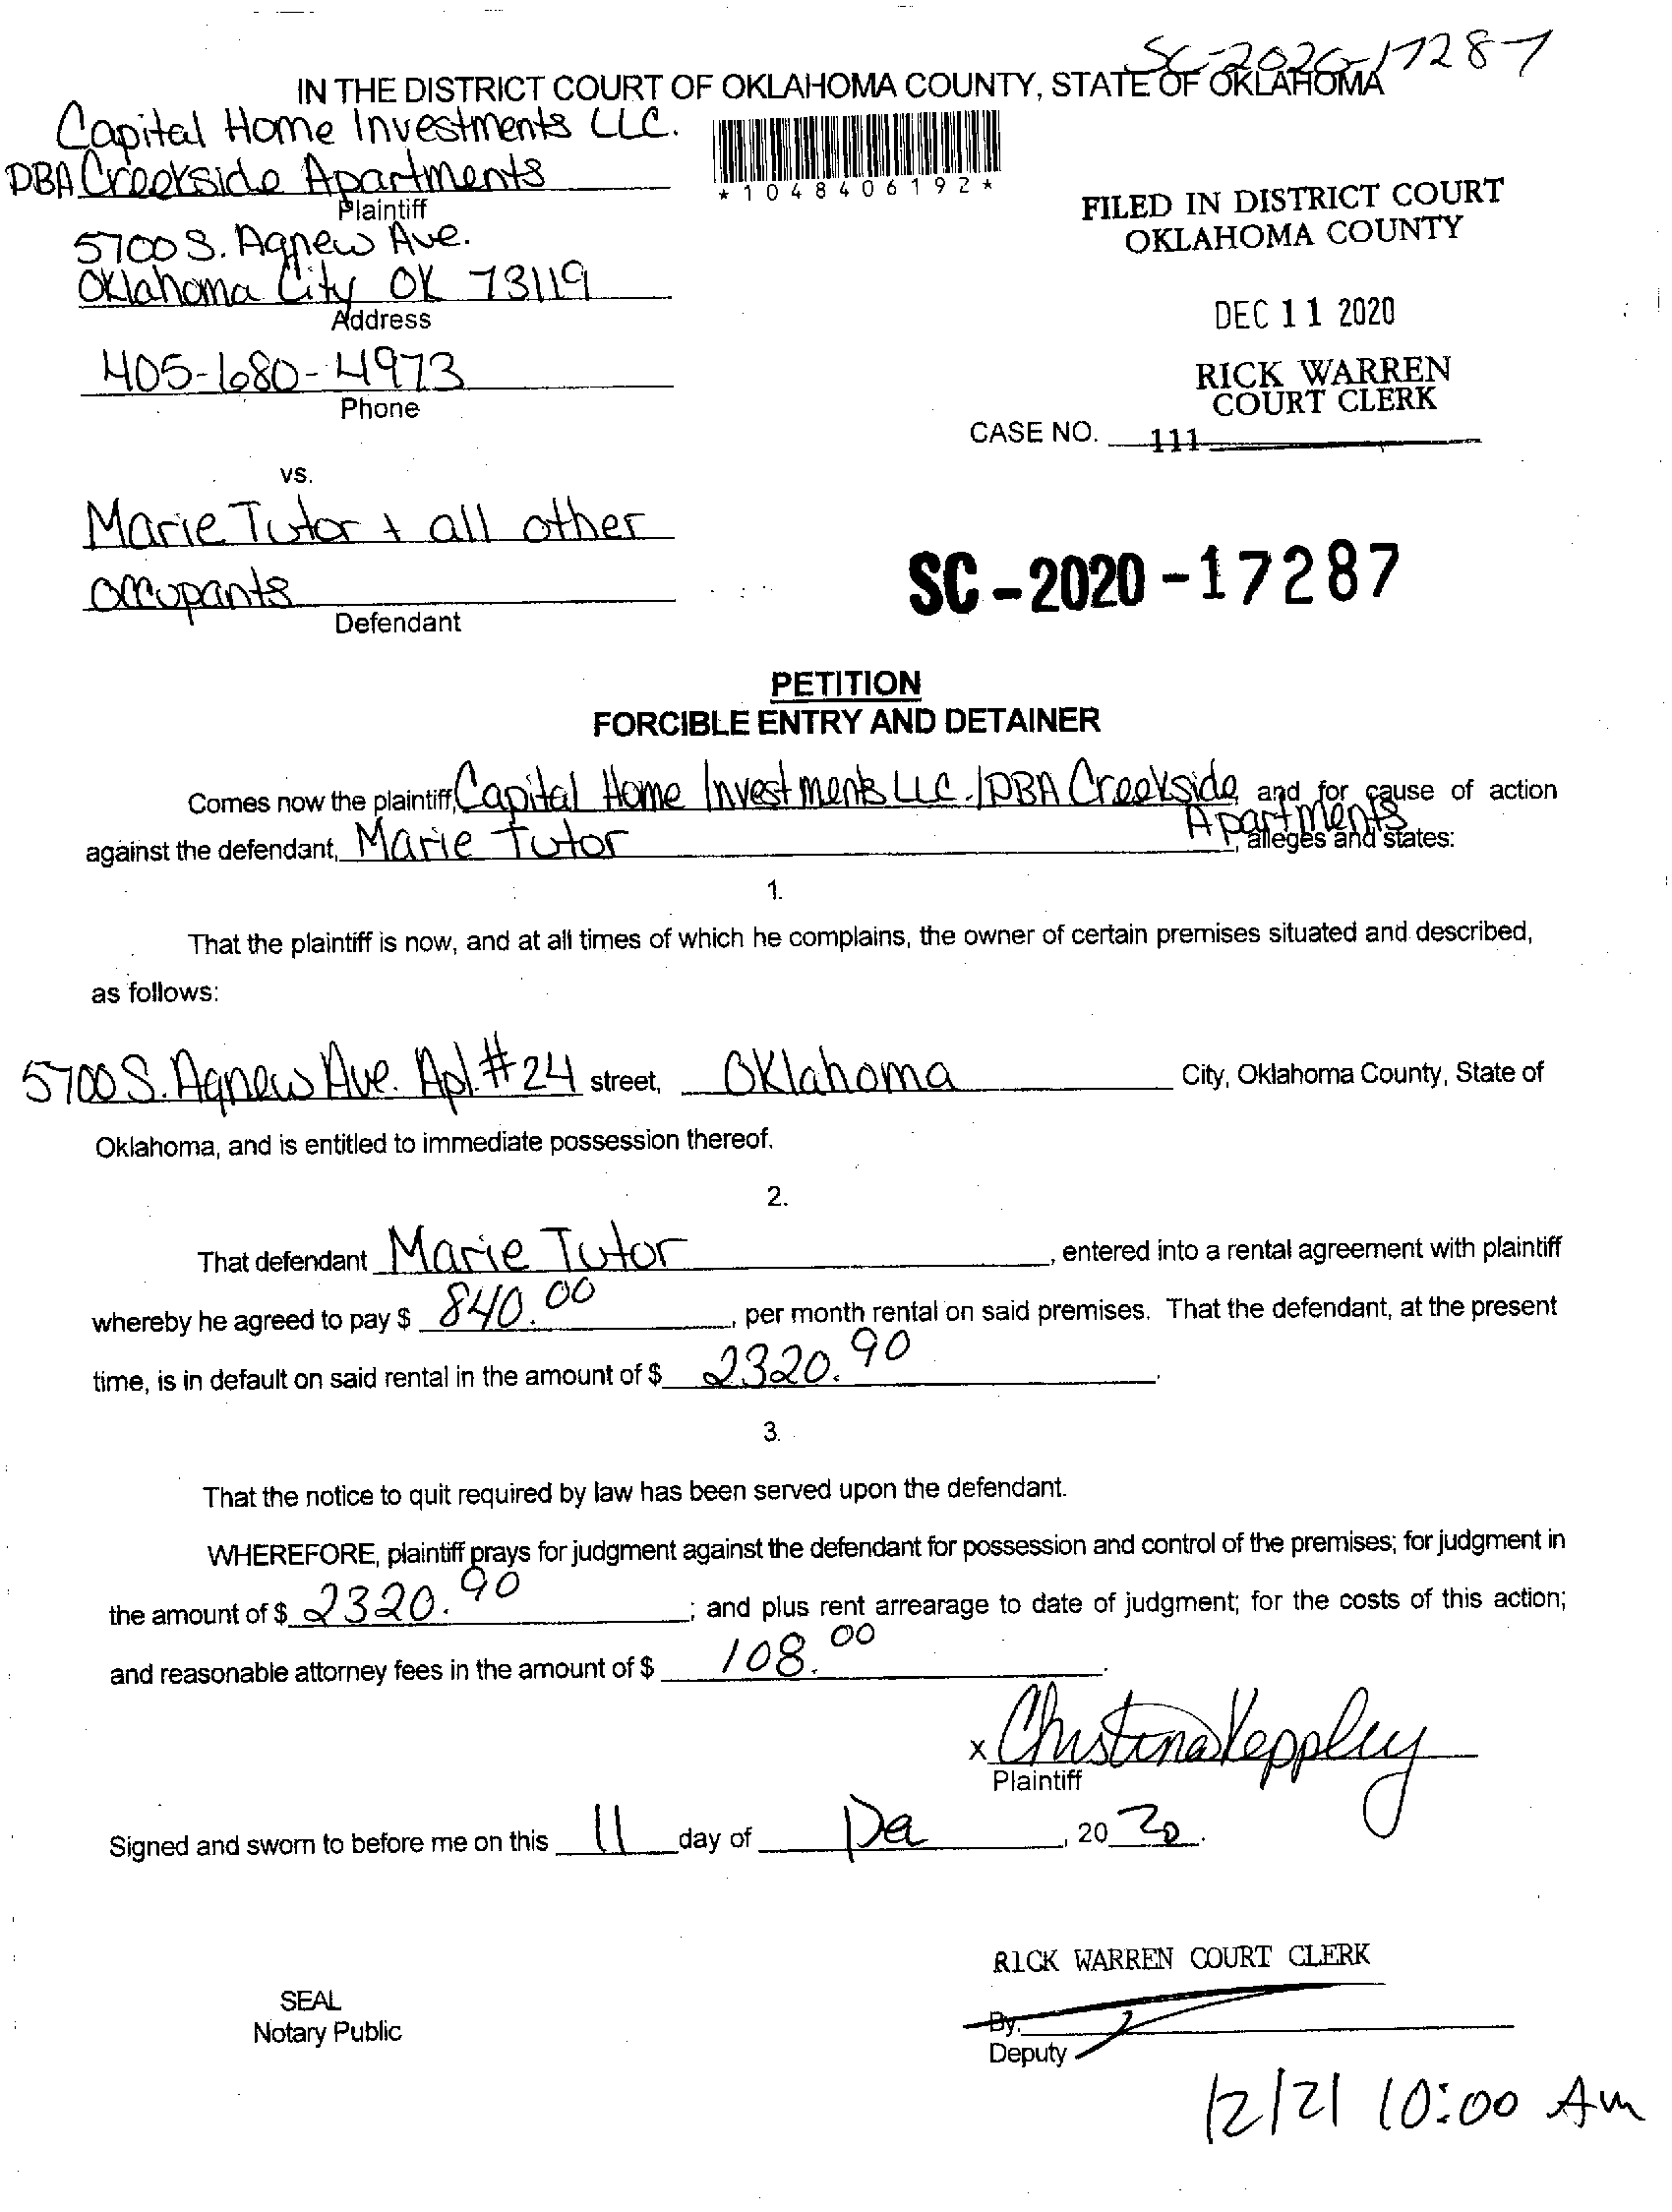 SC-2020-17287
IN THE DISTRICT COURT OF OKLAHOMA COUNTY, STATE OF OKLAHOMA
Capital Home Investments LLC.
DBA Creekside Apartments
Plaintiff
*1048406192*
FILED IN DISTRICT COURT
OKLAHOMA COUNTY
5700 S. Agnew Ave.
Oklahoma City OK 73119
Address
DEC 11 2020
405-680-4973
Phone
RICK WARREN
COURT CLERK
CASE NO. 111
vs.
Marie Tutor + all other
occupants
Defendant
SC-2020-17287
PETITION
FORCIBLE ENTRY AND DETAINER
Comes now the plaintiff, Capital Home Investments LLC. / DBA Creekside Apartments, and for cause of action
against the defendant, Marie Tutor, alleges and states:
1.
That the plaintiff is now, and at all times of which he complains, the owner of certain premises situated and described,
as follows:
5700 S. Agnew Ave. Apt. #24 street, Oklahoma City, Oklahoma County, State of
Oklahoma, and is entitled to immediate possession thereof.
2.
That defendant Marie Tutor, entered into a rental agreement with plaintiff
whereby he agreed to pay $ 840.00, per month rental on said premises. That the defendant, at the present
time, is in default on said rental in the amount of $ 2320.90.
3.
That the notice to quit required by law has been served upon the defendant.
WHEREFORE, plaintiff prays for judgment against the defendant for possession and control of the premises; for judgment in
the amount of $ 2320.90; and plus rent arrearage to date of judgment; for the costs of this action;
and reasonable attorney fees in the amount of $ 108.00.
x Christina Keppley
Plaintiff
Signed and sworn to before me on this 11 day of Dec, 20 20.
RICK WARREN COURT CLERK
SEAL
Notary Public
By.
Deputy
12/21 10:00 Am